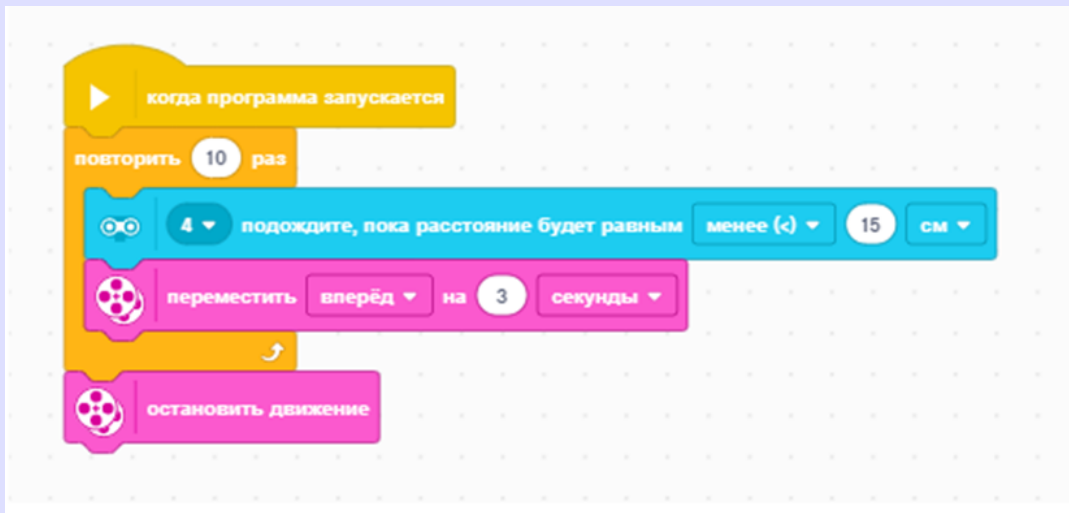 когда программа запускается
повторить 10 раз
4 подождите, пока расстояние будет равным менее (<) 15 см
переместить вперёд на 3 секунды
остановить движение